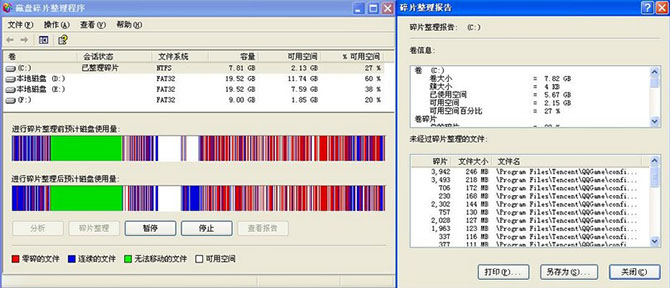 磁盘碎片整理程序
文件(F) 操作(A) 查看(V) 帮助(H)
卷 会话状态 文件系统 容量 可用空间 % 可用空间
(C:) 已整理碎片 NTFS 7.81 GB 2.13 GB 27 %
本地磁盘 (D:) FAT32 19.52 GB 11.74 GB 60 %
本地磁盘 (E:) FAT32 19.52 GB 7.59 GB 38 %
(F:) FAT32 9.00 GB 1.85 GB 20 %
进行碎片整理前预计磁盘使用量:
进行碎片整理后预计磁盘使用量:
分析 碎片整理 暂停 停止 查看报告
零碎的文件 连续的文件 无法移动的文件 可用空间
碎片整理报告
碎片整理报告: (C:)
卷信息:
卷 (C:)
卷大小 = 7.82 GB
簇大小 = 4 KB
已使用空间 = 5.67 GB
可用空间 = 2.15 GB
可用空间百分比 = 27 %
卷碎片
未经过碎片整理的文件:
碎片 文件大小 文件名
3,942 246 MB \Program Files\Tencent\QQGame\confi...
3,493 218 MB \Program Files\Tencent\QQGame\confi...
706 172 MB \Program Files\Tencent\QQGame\confi...
230 168 MB \Program Files\Tencent\QQGame\confi...
2,302 144 MB \Program Files\Tencent\QQGame\confi...
757 130 MB \Program Files\Tencent\QQGame\confi...
2,028 127 MB \Program Files\Tencent\QQGame\confi...
1,963 123 MB \Program Files\Tencent\QQGame\confi...
337 116 MB \Program Files\Tencent\QQGame\confi...
377 111 MB \Program Files\Tencent\QQGame\confi...
打印(P)... 另存为(S)... 关闭(C)